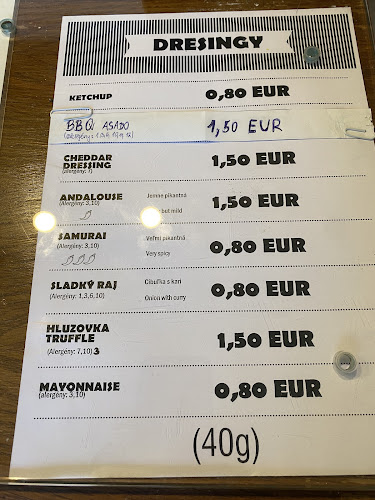 DRESINGY
KETCHUP 0,80 EUR
BBQ ASADO 1,50 EUR
(alergény:
CHEDDAR
DRESSING 1,50 EUR
(alergény: 7)
ANDALOUSE Jemne pikantná 1,50 EUR
(Alergény: 3,10) but mild
SAMURAI Veľmi pikantná 0,80 EUR
(Alergény: 3,10) Very spicy
SLADKÝ RAJ Cibuľka s kari 0,80 EUR
(Alergény: 1,3,6,10) Onion with curry
HLUZOVKA
TRUFFLE 1,50 EUR
(Alergény: 7,10) 3
MAYONNAISE 0,80 EUR
(alergény: 3,10)
(40g)